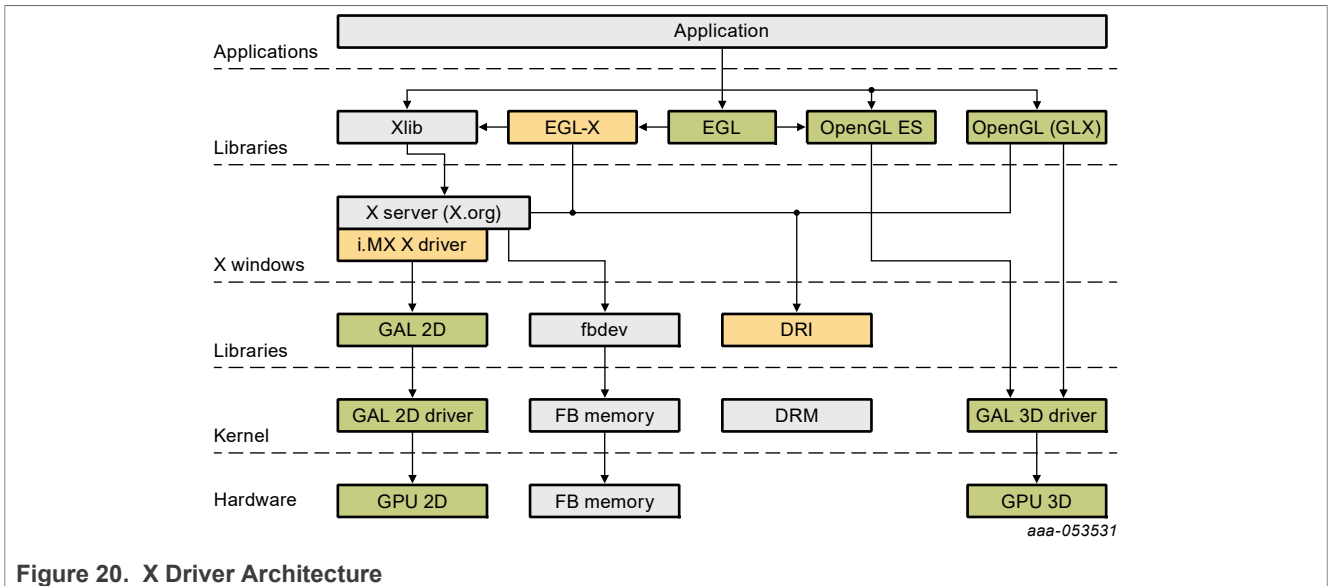 Application
Applications
Xlib EGL-X EGL OpenGL ES OpenGL (GLX)
Libraries
X server (X.org)
i.MX X driver
X windows
GAL 2D fbdev DRI
Libraries
GAL 2D driver FB memory DRM GAL 3D driver
Kernel
Hardware GPU 2D FB memory GPU 3D
aaa-053531
Figure 20. X Driver Architecture